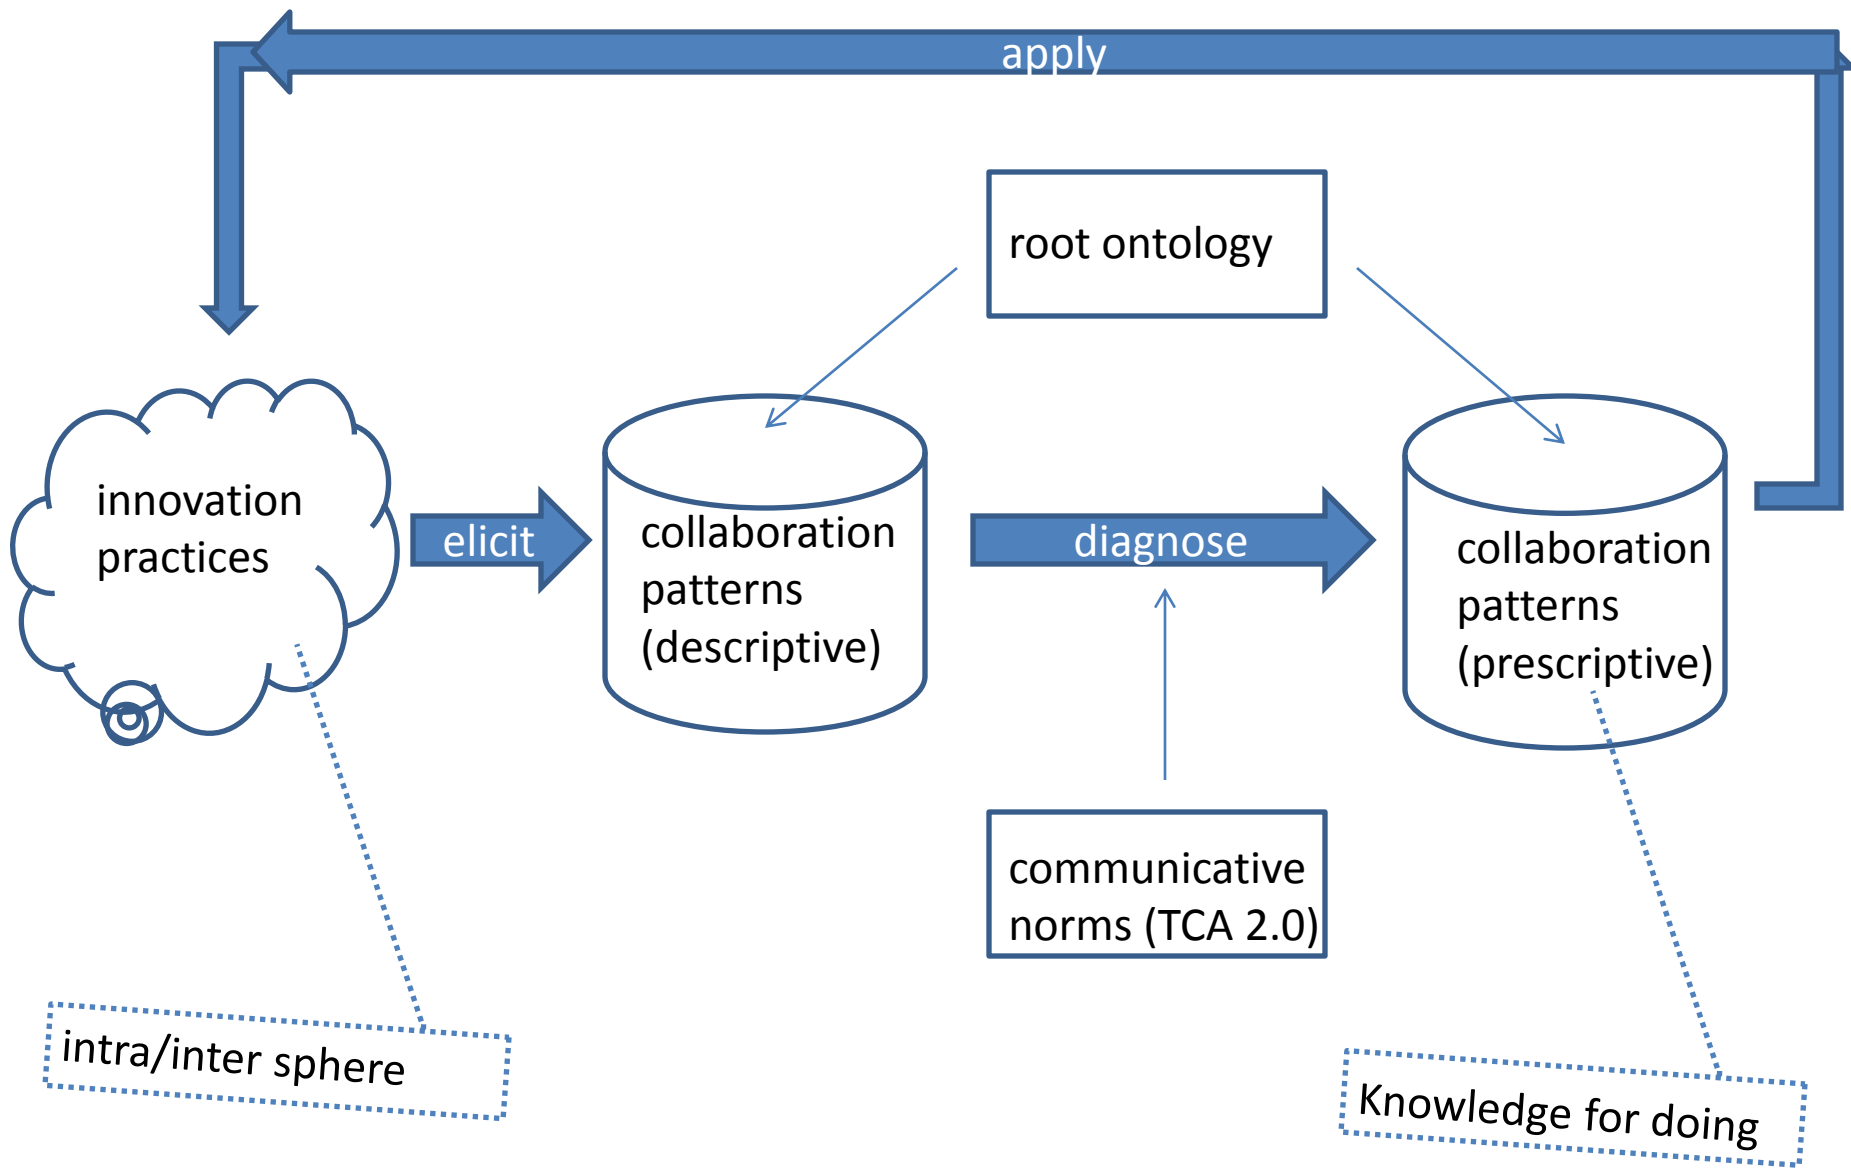 apply
root ontology
innovation
practices
elicit
collaboration
patterns
(descriptive)
diagnose
collaboration
patterns
(prescriptive)
communicative
norms (TCA 2.0)
intra/inter sphere
Knowledge for doing